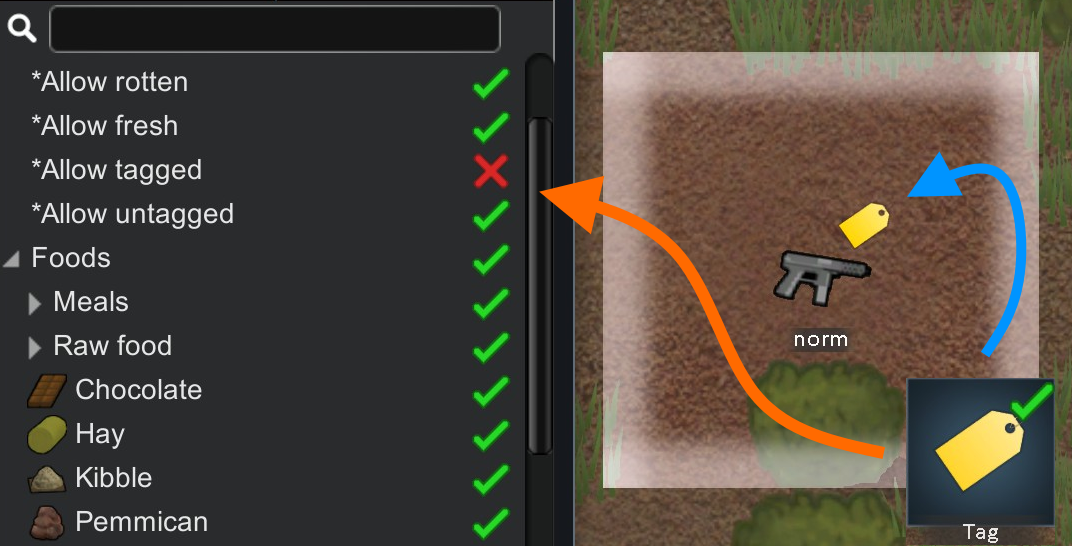 *Allow rotten
*Allow fresh
*Allow tagged
*Allow untagged
Foods
Meals
Raw food
Chocolate
Hay
Kibble
Pemmican
norm
Tag